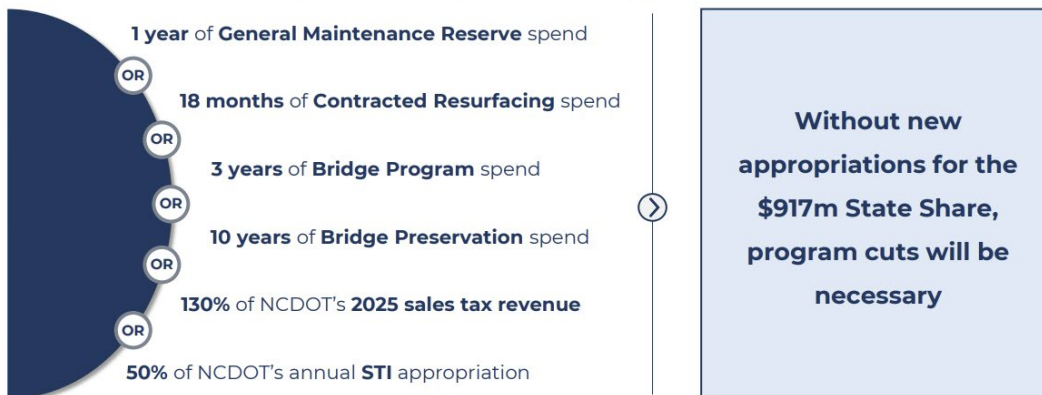 1 year of General Maintenance Reserve spend
OR
18 months of Contracted Resurfacing spend
OR
3 years of Bridge Program spend
OR
10 years of Bridge Preservation spend
OR
130% of NCDOT’s 2025 sales tax revenue
OR
50% of NCDOT’s annual STI appropriation
Without new
appropriations for the
$917m State Share,
program cuts will be
necessary